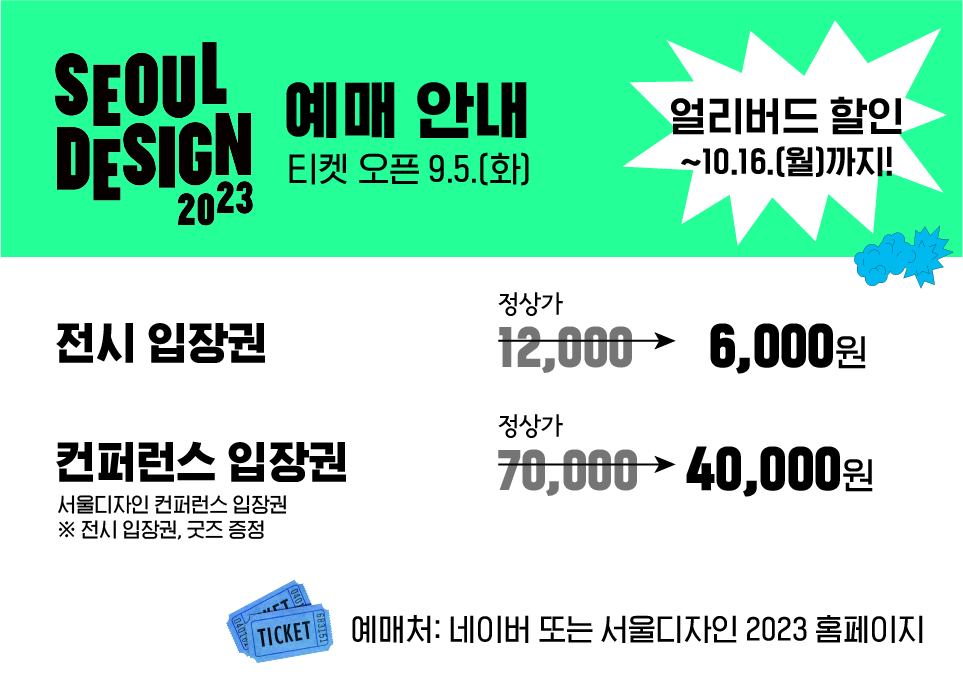 SEOUL
DESIGN
2023
예매 안내
티켓 오픈 9.5.(화)
얼리버드 할인
~10.16.(월)까지!
전시 입장권
정상가
12,000 6,000원
컨퍼런스 입장권
정상가
70,000 40,000원
서울디자인 컨퍼런스 입장권
※ 전시 입장권, 굿즈 증정
TICKET
예매처: 네이버 또는 서울디자인 2023 홈페이지